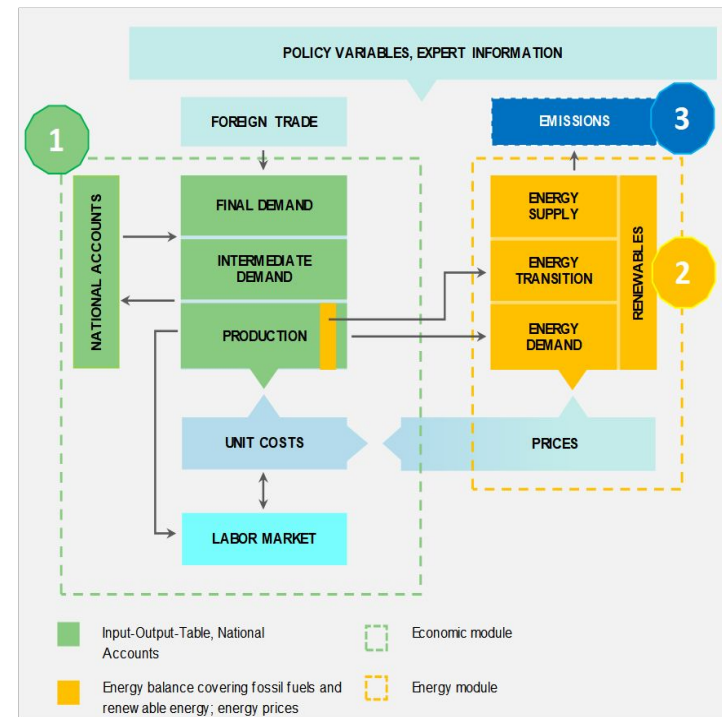 POLICY VARIABLES, EXPERT INFORMATION
1
FOREIGN TRADE
EMISSIONS
3
NATIONAL ACCOUNTS
FINAL DEMAND
INTERMEDIATE
DEMAND
PRODUCTION
ENERGY
SUPPLY
ENERGY
TRANSITION
ENERGY
DEMAND
RENEWABLES
2
UNIT COSTS
PRICES
LABOR MARKET
Input-Output-Table, National
Accounts
Economic module
Energy balance covering fossil fuels and
renewable energy; energy prices
Energy module